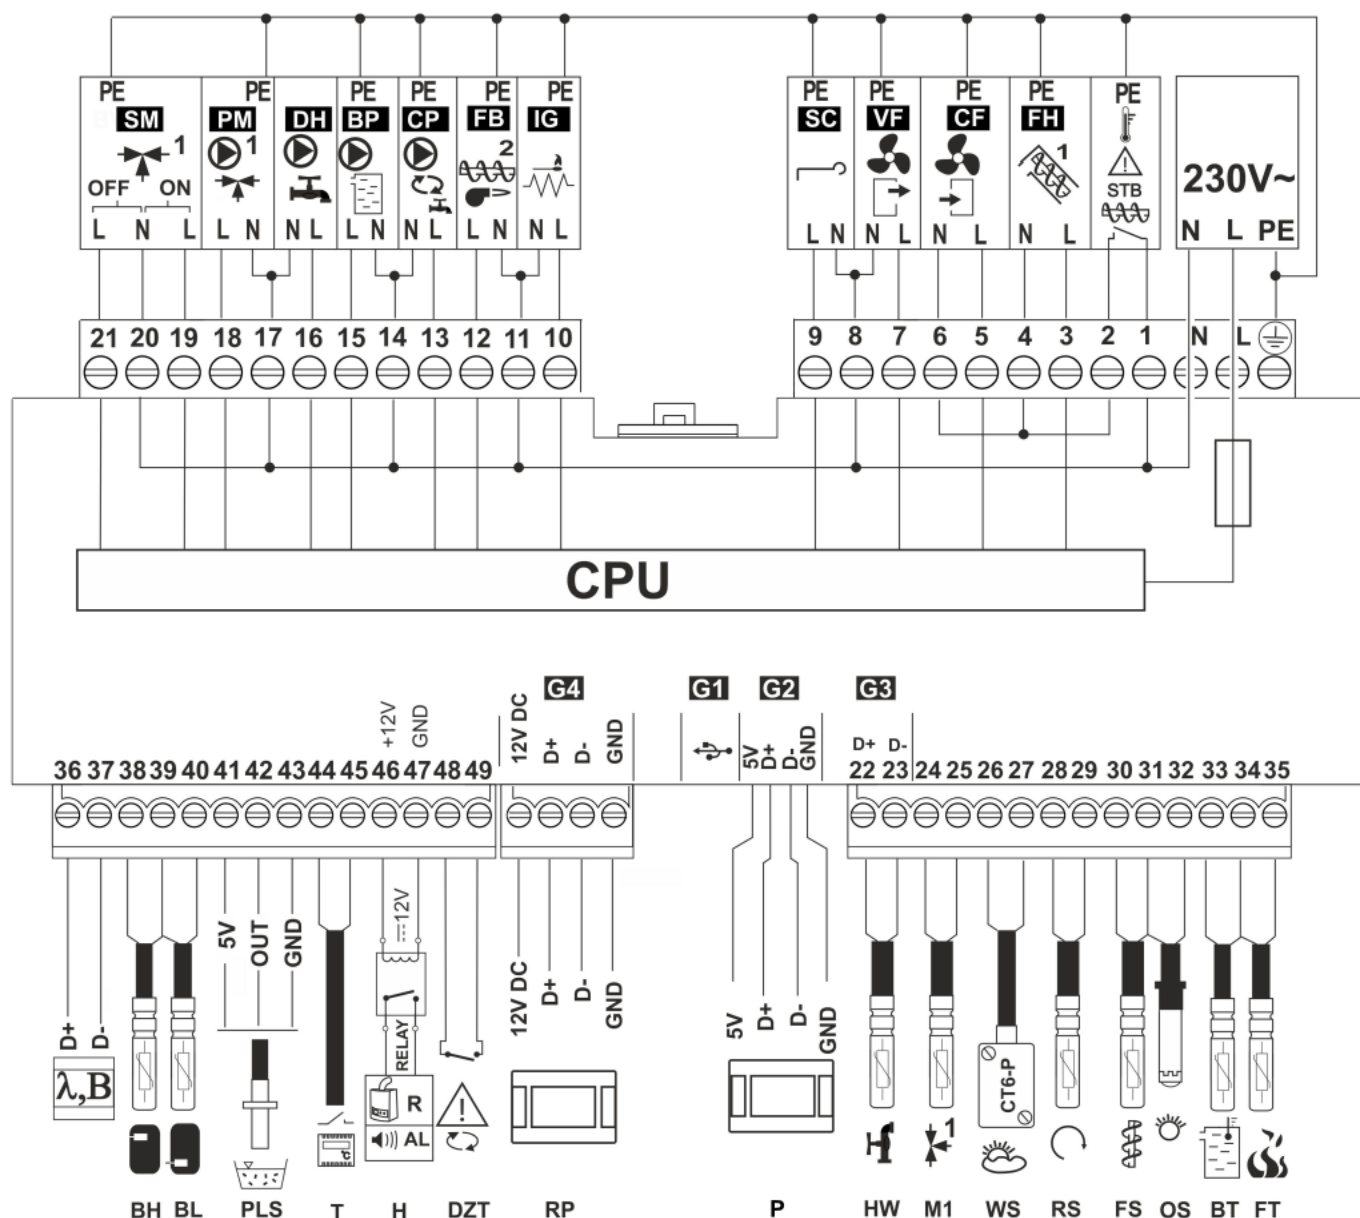 PE PE PE PE PE PE PE PE PE PE PE
SM PM DH BP CP FB IG SC VF CF FH
1 1 2 1
OFF ON STB 230V~
L N L L N N L L N N L L N N L L N N L N L N L N L PE
21 20 19 18 17 16 15 14 13 12 11 10 9 8 7 6 5 4 3 2 1 N L
CPU
G4 G1 G2 G3
+12V GND 12V DC D+ D- GND 5V D+ D- GND D+ D-
36 37 38 39 40 41 42 43 44 45 46 47 48 49 22 23 24 25 26 27 28 29 30 31 32 33 34 35
12V
5V OUT GND
D+ D- 12V DC D+ D- GND 5V D+ D- GND
RELAY
λ,B CT6-P
R
AL
°C
1
BH BL PLS T H DZT RP P HW M1 WS RS FS OS BT FT